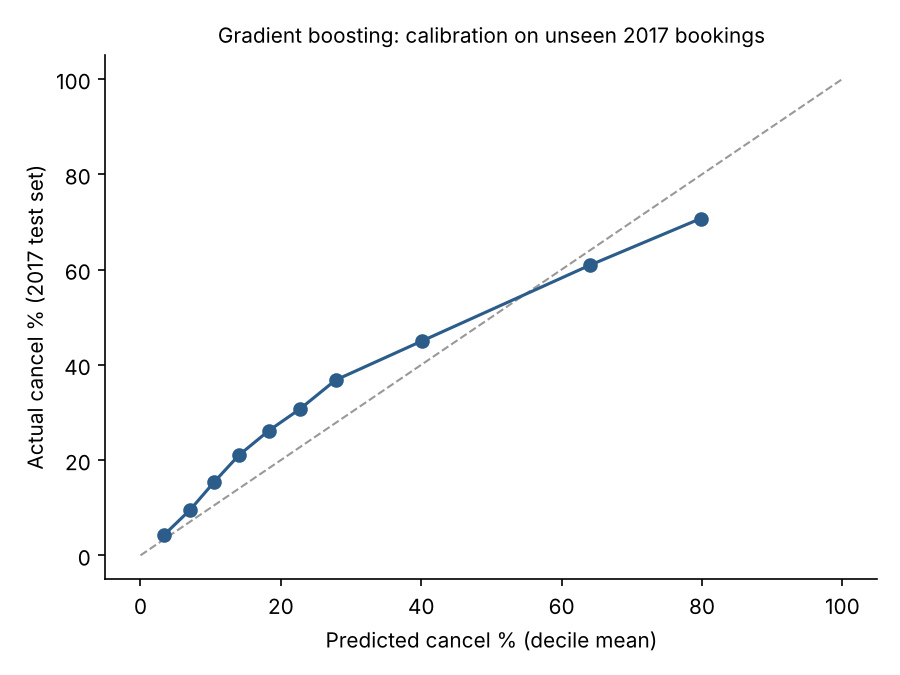 Gradient boosting: calibration on unseen 2017 bookings
Actual cancel % (2017 test set)
100
80
60
40
20
0
0 20 40 60 80 100
Predicted cancel % (decile mean)